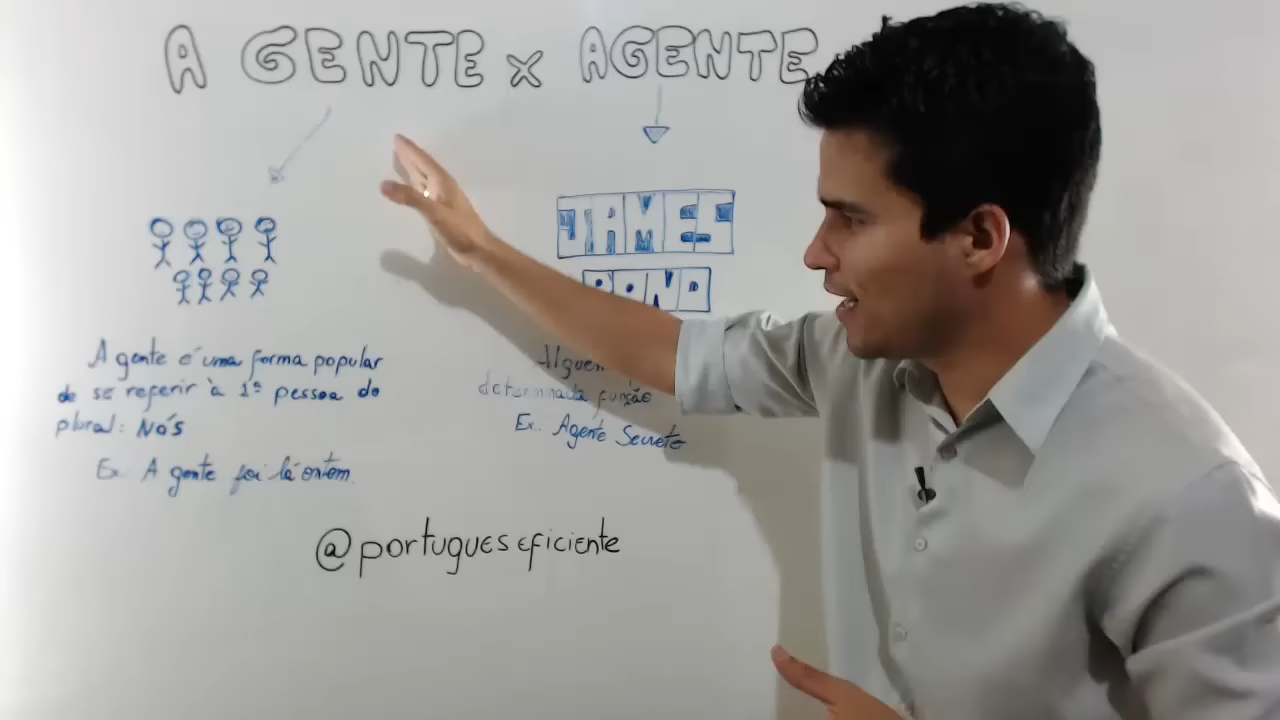 A GENTE x AGENTE
JAMES
BOND
A gente é uma forma popular
de se referir à 1ª pessoa do
plural: Nós
Ex. A gente foi lá ontem.
determinada função
Ex. Agente Secreto
@portugueseficiente